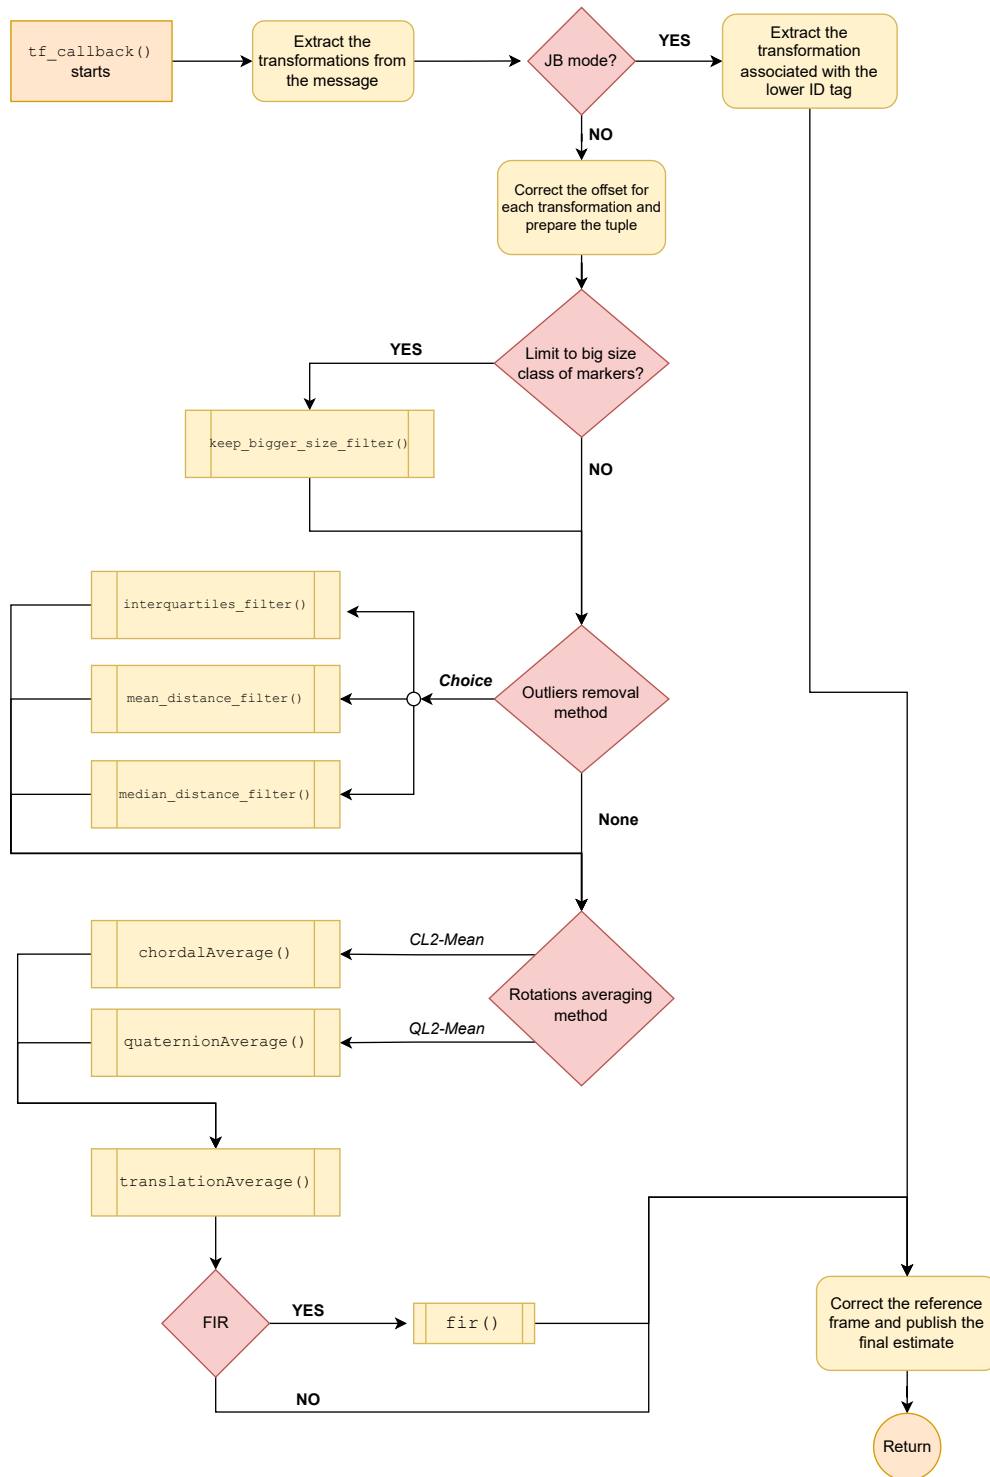 tf_callback()
starts
Extract the
transformations from
the message
JB mode?
YES
Extract the
transformation
associated with the
lower ID tag
NO
Correct the offset for
each transformation and
prepare the tuple
Limit to big size
class of markers?
YES
keep_bigger_size_filter()
NO
interquartiles_filter()
mean_distance_filter()
median_distance_filter()
Choice
Outliers removal
method
None
chordalAverage()
CL2-Mean
Rotations averaging
method
quaternionAverage()
QL2-Mean
translationAverage()
FIR
YES
fir()
NO
Correct the reference
frame and publish the
final estimate
Return